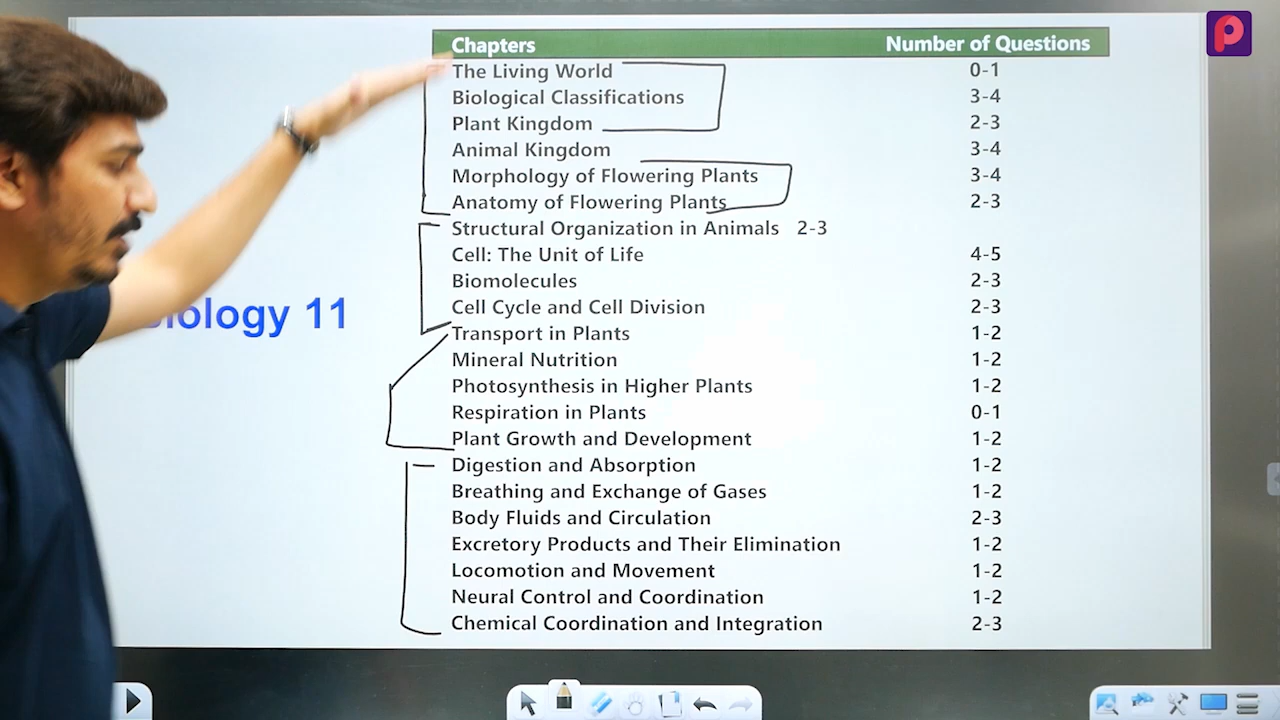 Chapters Number of Questions
The Living World 0-1
Biological Classifications 3-4
Plant Kingdom 2-3
Animal Kingdom 3-4
Morphology of Flowering Plants 3-4
Anatomy of Flowering Plants 2-3
Structural Organization in Animals 2-3
Cell: The Unit of Life 4-5
Biomolecules 2-3
Cell Cycle and Cell Division 2-3
Transport in Plants 1-2
Mineral Nutrition 1-2
Photosynthesis in Higher Plants 1-2
Respiration in Plants 0-1
Plant Growth and Development 1-2
Digestion and Absorption 1-2
Breathing and Exchange of Gases 1-2
Body Fluids and Circulation 2-3
Excretory Products and Their Elimination 1-2
Locomotion and Movement 1-2
Neural Control and Coordination 1-2
Chemical Coordination and Integration 2-3
11